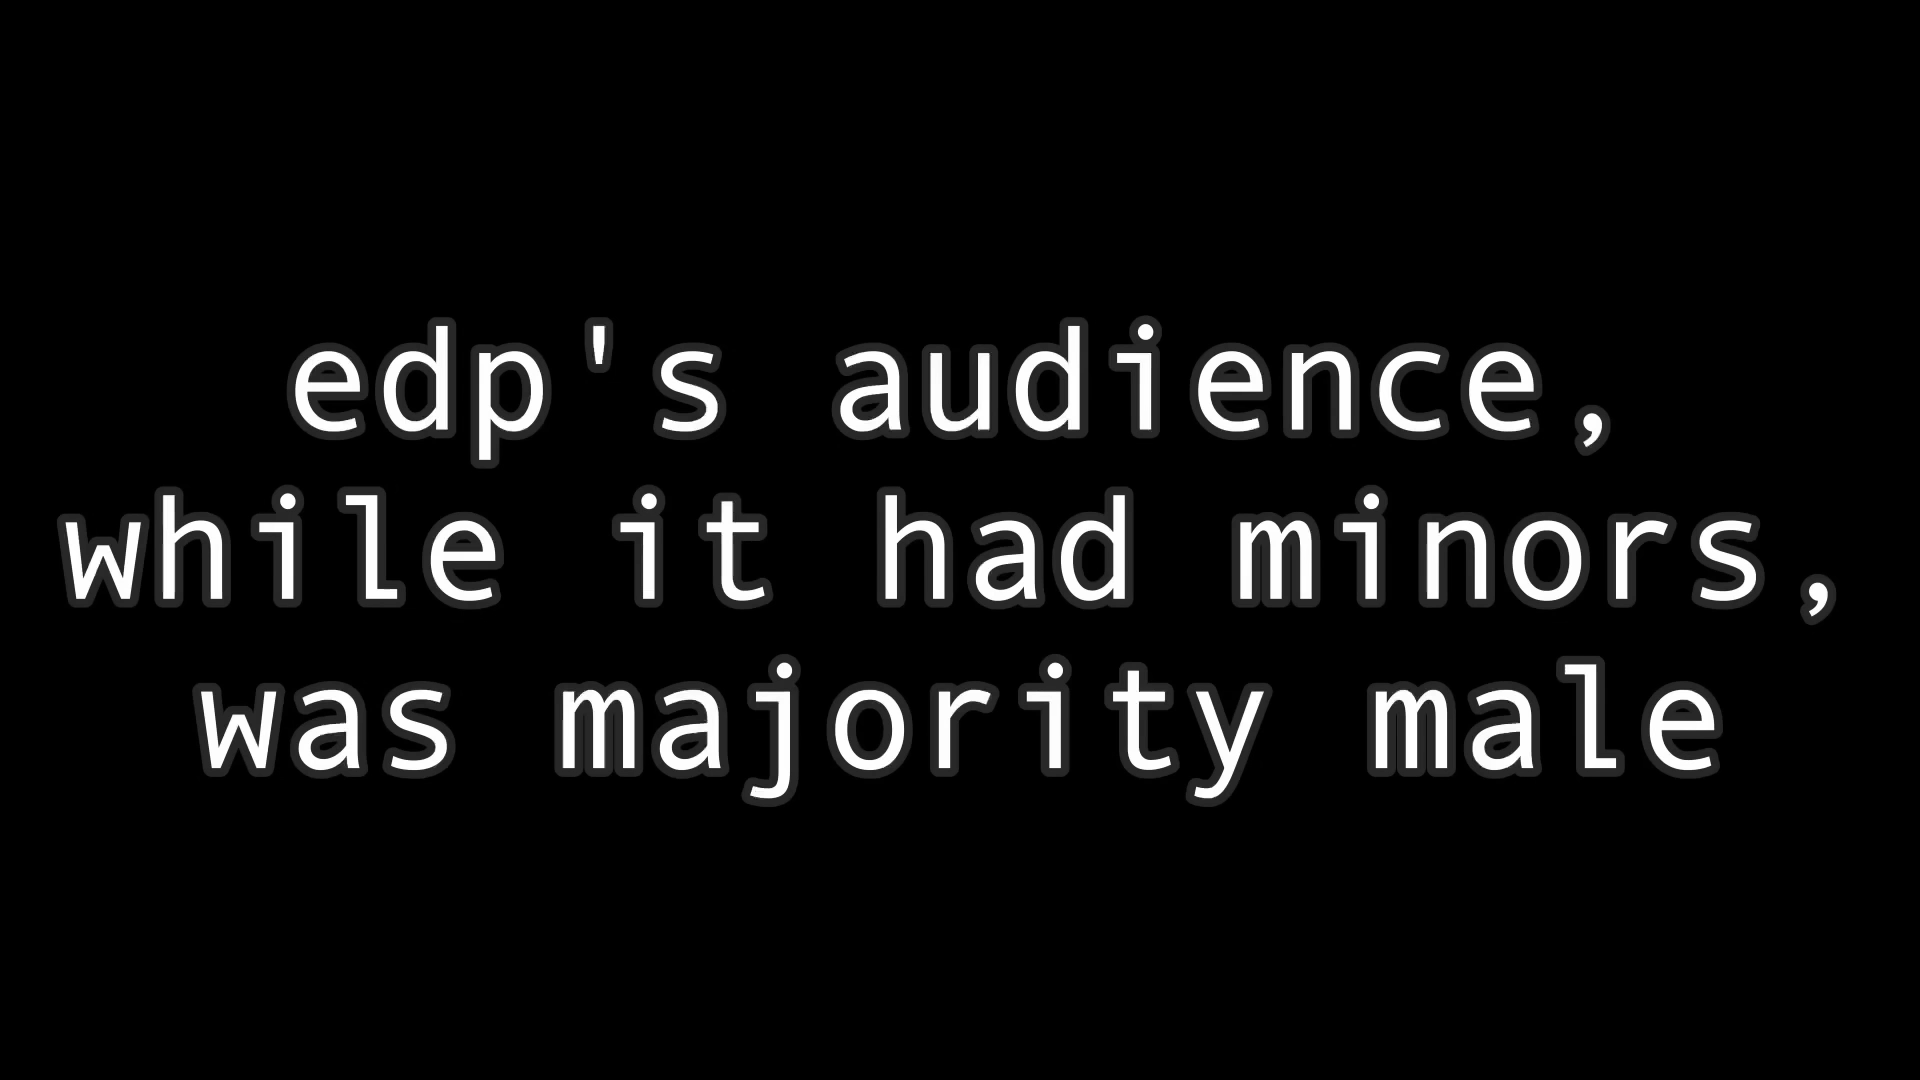 edp's audience,
while it had minors,
was majority male